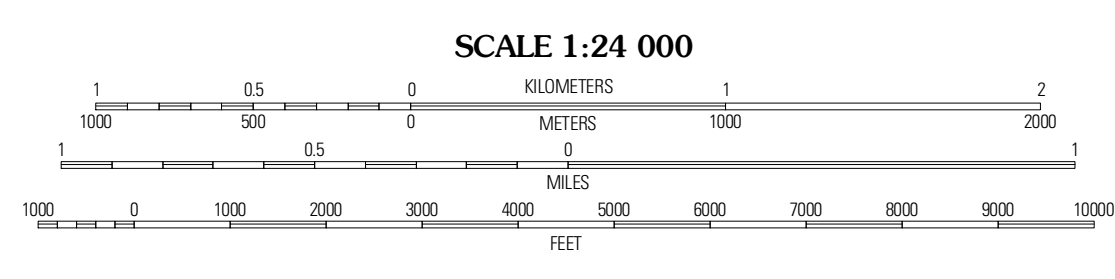 SCALE 1:24 000
1 0.5 0 KILOMETERS 1 2
1000 500 0 METERS 1000 2000
1 0.5 0 1
MILES
1000 0 1000 2000 3000 4000 5000 6000 7000 8000 9000 10000
FEET